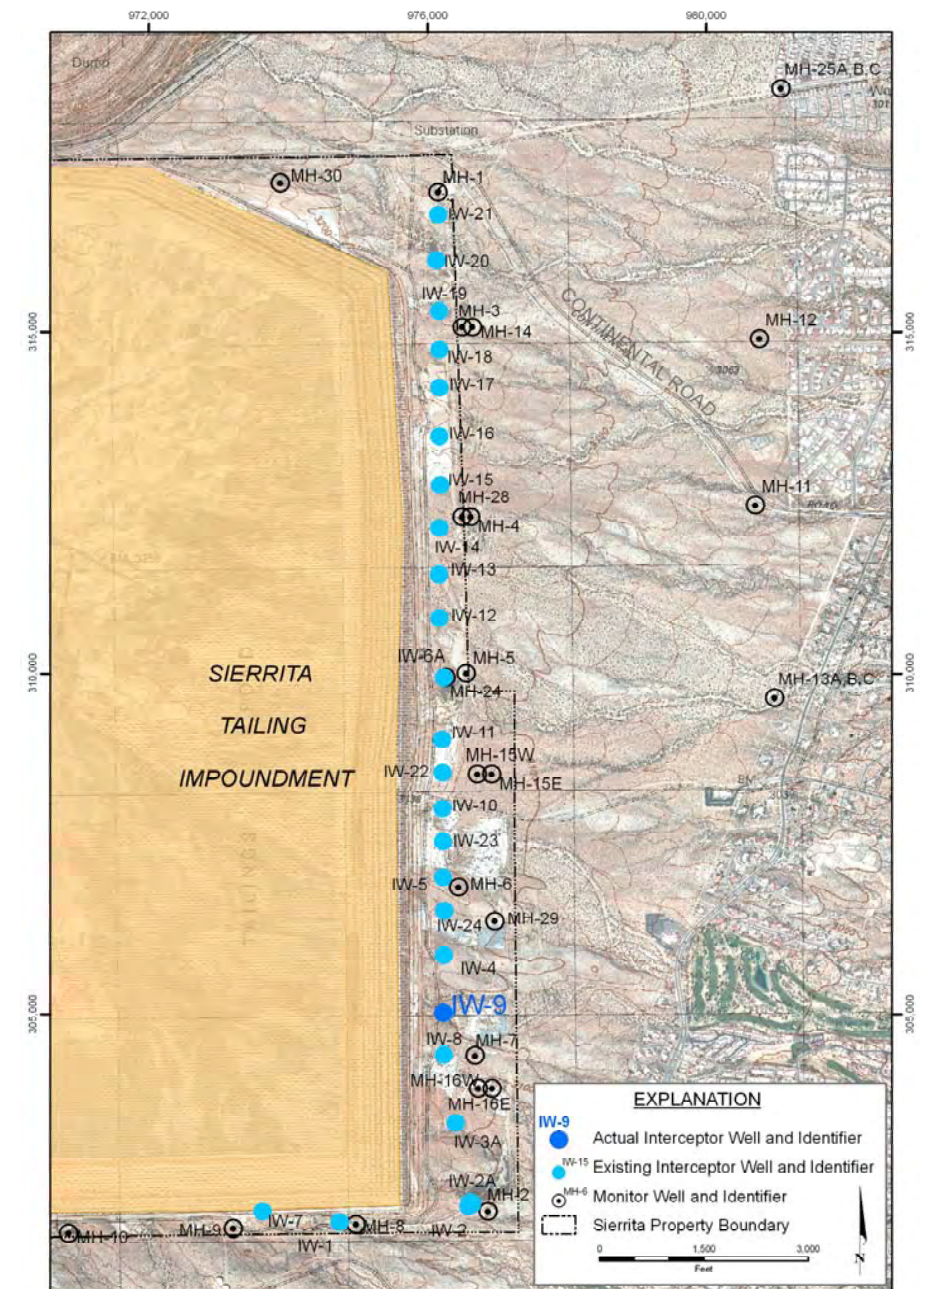 972,000 976,000 980,000
Dump
MH-25A,B,C
Substation
MH-30
MH-1
IW-21
IW-20
IW-19
MH-3
MH-14
315,000 315,000
CONTINENTAL ROAD
MH-12
3063
IW-18
IW-17
IW-16
IW-15
MH-28
MH-11
MH-4
ROAD
IW-14
IW-13
IW-12
IW-6A
MH-5
310,000 310,000
SIERRITA
MH-24
MH-13A,B,C
TAILING
IW-11
MH-15W
IW-22
IMPOUNDMENT
MH-15E
BM
IW-10
IW-23
IW-5
MH-6
MH-29
IW-24
IW-4
IW-9
305,000 305,000
IW-8
MH-7
MH-16W
MH-16E
IW-3A
IW-2A
MH-2
IW-7
MH-9
MH-8
IW-2
MH-10
IW-1
EXPLANATION
IW-9
Actual Interceptor Well and Identifier
IW-15 Existing Interceptor Well and Identifier
MH-6 Monitor Well and Identifier
Sierrita Property Boundary
0 1,500 3,000
Feet
N